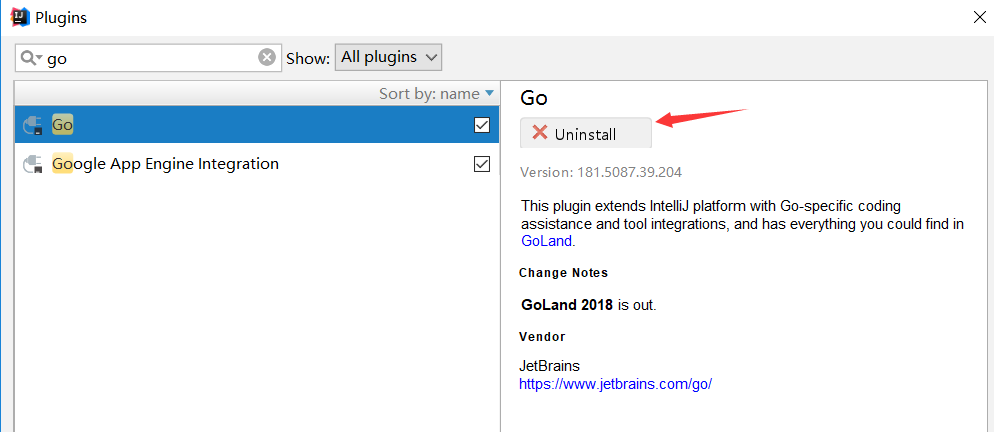 Plugins
go
Show: All plugins
Sort by: name
Go
Google App Engine Integration
Go
Uninstall
Version: 181.5087.39.204
This plugin extends IntelliJ platform with Go-specific coding
assistance and tool integrations, and has everything you could find in
GoLand.
Change Notes
GoLand 2018 is out.
Vendor
JetBrains
https://www.jetbrains.com/go/